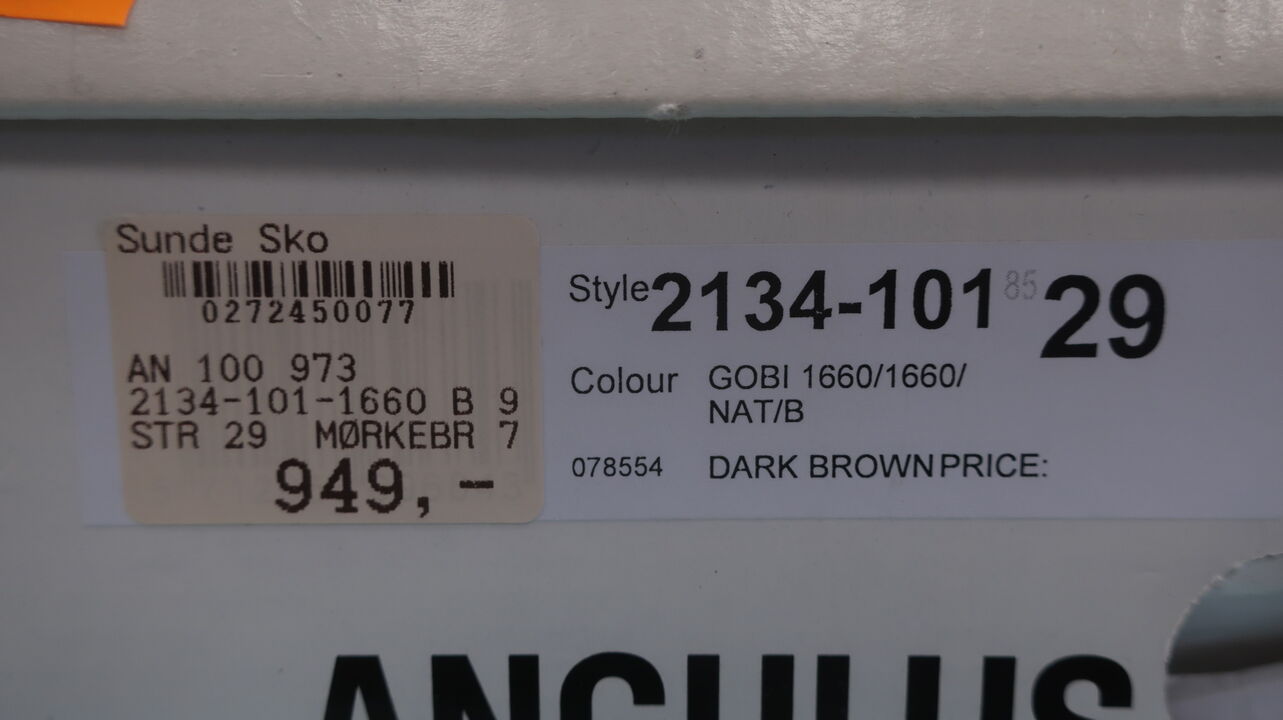 Sunde Sko
0272450077
AN 100 973
2134-101-1660 B 9
STR 29 MØRKEBR 7
949,-
Style 2134-101 85 29
Colour GOBI 1660/1660/
NAT/B
078554 DARK BROWN PRICE:
ANGULUS